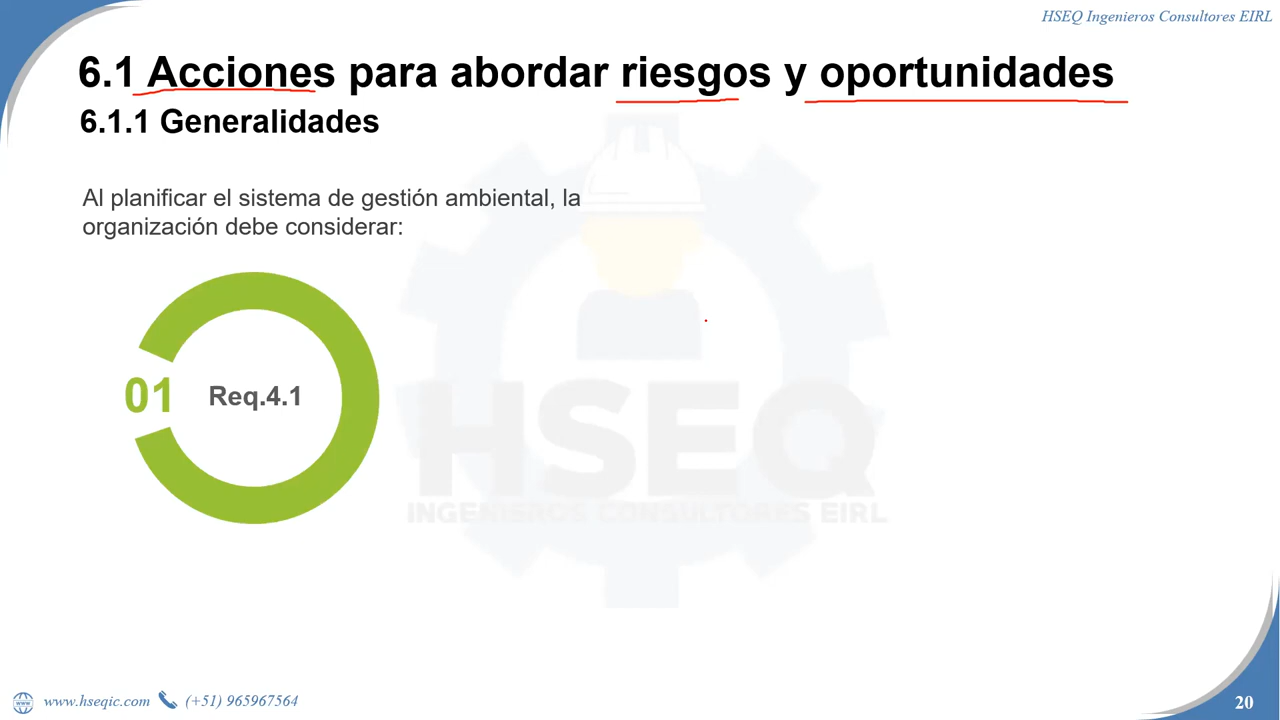 HSEQ Ingenieros Consultores EIRL
6.1 Acciones para abordar riesgos y oportunidades
6.1.1 Generalidades
Al planificar el sistema de gestión ambiental, la
organización debe considerar:
01 Req.4.1
HSEQ
INGENIEROS CONSULTORES EIRL
www.hseqic.com (+51) 965967564
20